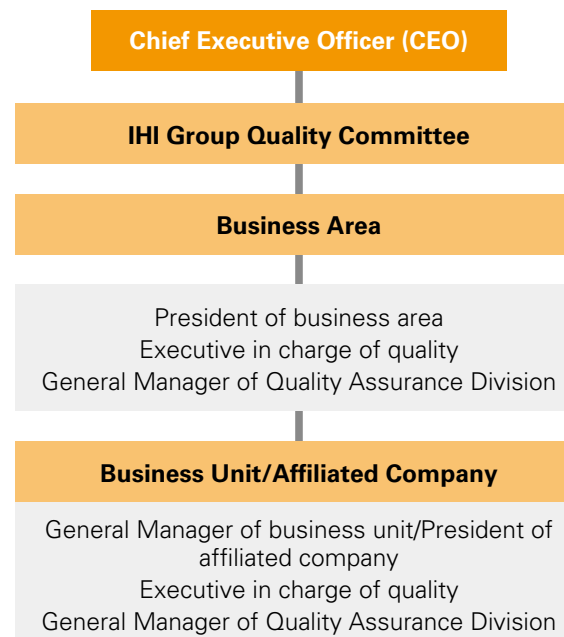 Chief Executive Officer (CEO)
IHI Group Quality Committee
Business Area
President of business area
Executive in charge of quality
General Manager of Quality Assurance Division
Business Unit/Affiliated Company
General Manager of business unit/President of
affiliated company
Executive in charge of quality
General Manager of Quality Assurance Division